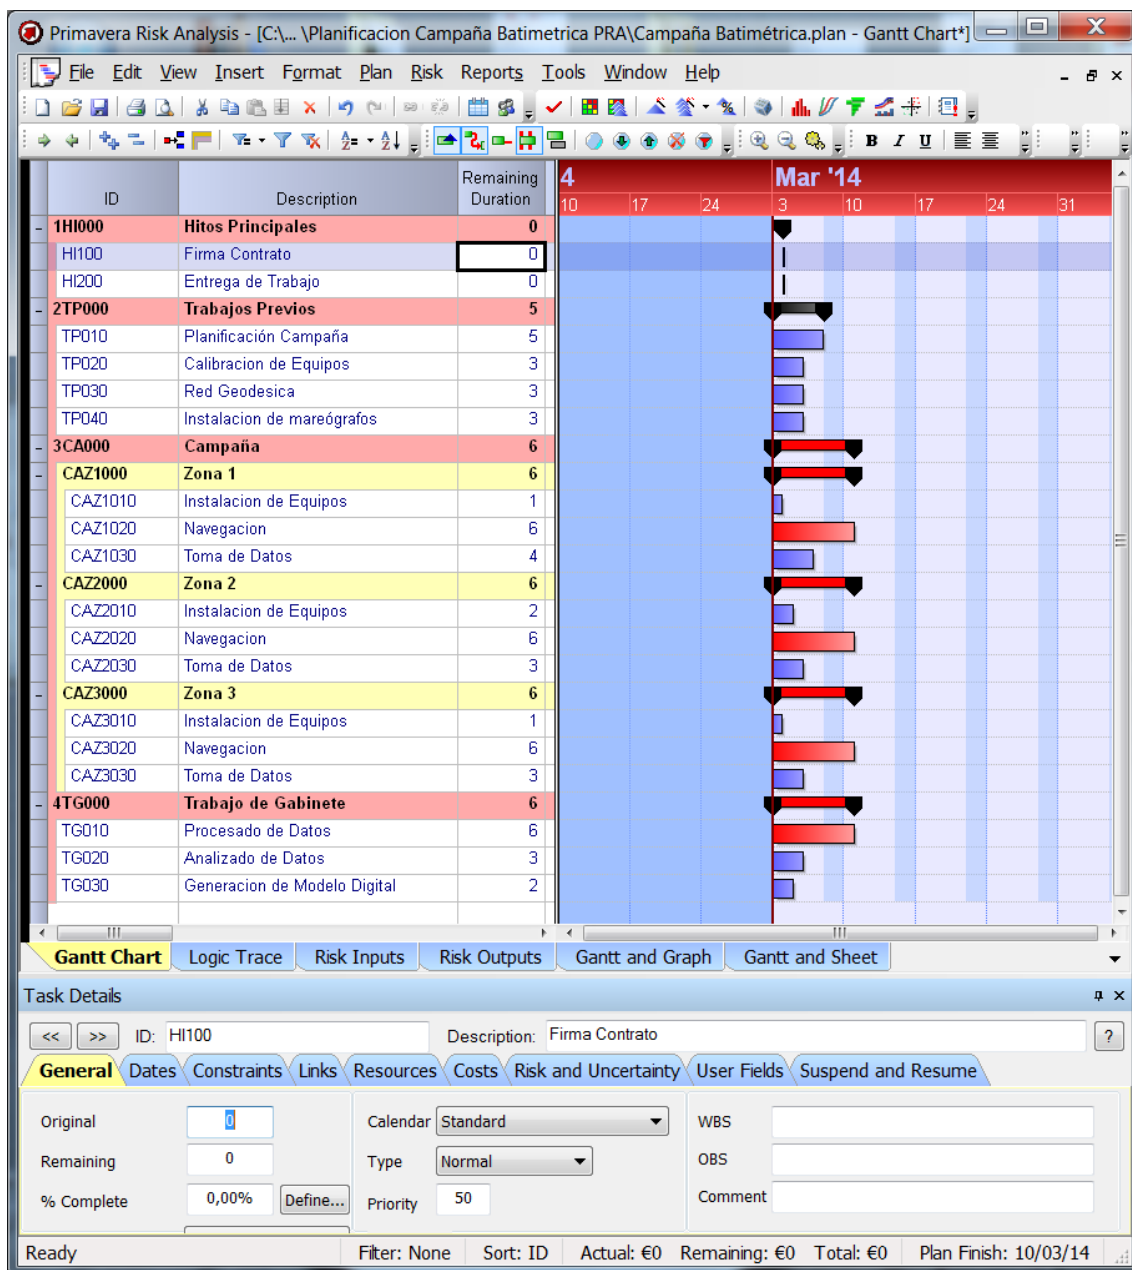 Primavera Risk Analysis - [C:\... \Planificacion Campaña Batimetrica PRA\Campaña Batimétrica.plan - Gantt Chart*]
File Edit View Insert Format Plan Risk Reports Tools Window Help
B I U
ID Description Remaining Duration 4 Mar '14
10 17 24 3 10 17 24 31
1HI000 Hitos Principales 0
HI100 Firma Contrato 0
HI200 Entrega de Trabajo 0
2TP000 Trabajos Previos 5
TP010 Planificación Campaña 5
TP020 Calibracion de Equipos 3
TP030 Red Geodesica 3
TP040 Instalacion de mareógrafos 3
3CA000 Campaña 6
CAZ1000 Zona 1 6
CAZ1010 Instalacion de Equipos 1
CAZ1020 Navegacion 6
CAZ1030 Toma de Datos 4
CAZ2000 Zona 2 6
CAZ2010 Instalacion de Equipos 2
CAZ2020 Navegacion 6
CAZ2030 Toma de Datos 3
CAZ3000 Zona 3 6
CAZ3010 Instalacion de Equipos 1
CAZ3020 Navegacion 6
CAZ3030 Toma de Datos 3
4TG000 Trabajo de Gabinete 6
TG010 Procesado de Datos 6
TG020 Analizado de Datos 3
TG030 Generacion de Modelo Digital 2
Gantt Chart Logic Trace Risk Inputs Risk Outputs Gantt and Graph Gantt and Sheet
Task Details
<< >> ID: HI100 Description: Firma Contrato ?
General Dates Constraints Links Resources Costs Risk and Uncertainty User Fields Suspend and Resume
Original 0 Calendar Standard WBS
Remaining 0 Type Normal OBS
% Complete 0,00% Define... Priority 50 Comment
Ready Filter: None Sort: ID Actual: €0 Remaining: €0 Total: €0 Plan Finish: 10/03/14